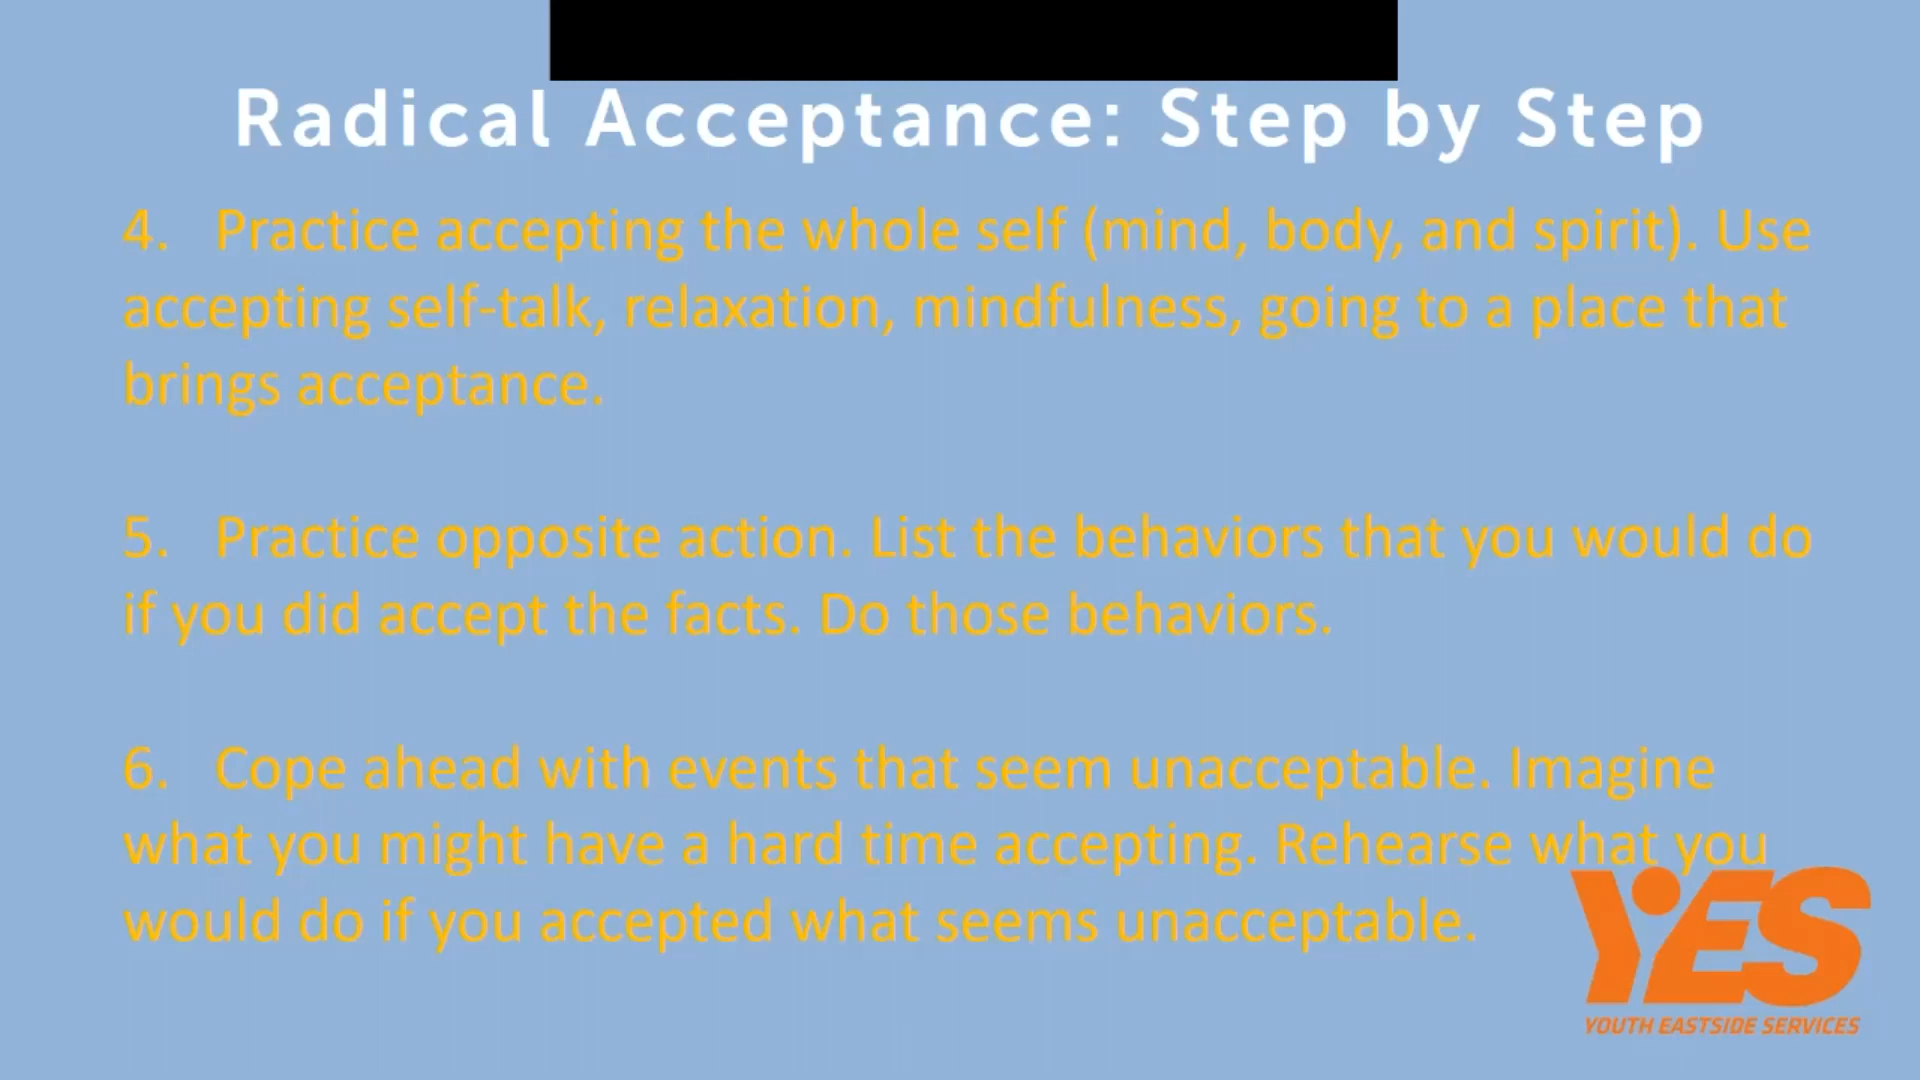 Radical Acceptance: Step by Step
4. Practice accepting the whole self (mind, body, and spirit). Use
accepting self-talk, relaxation, mindfulness, going to a place that
brings acceptance.
5. Practice opposite action. List the behaviors that you would do
if you did accept the facts. Do those behaviors.
6. Cope ahead with events that seem unacceptable. Imagine
what you might have a hard time accepting. Rehearse what you
would do if you accepted what seems unacceptable.
YES
YOUTH EASTSIDE SERVICES